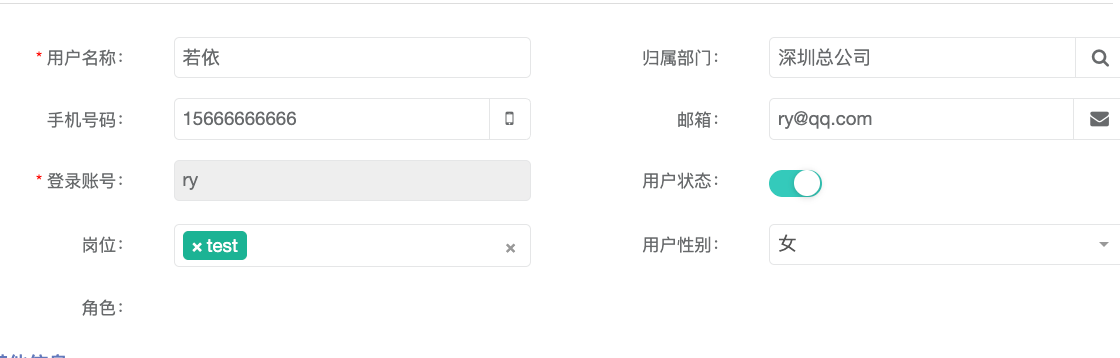 * 用户名称： 若依 归属部门： 深圳总公司
手机号码： 15666666666 邮箱： ry@qq.com
* 登录账号： ry 用户状态：
岗位： × test × 用户性别： 女
角色：